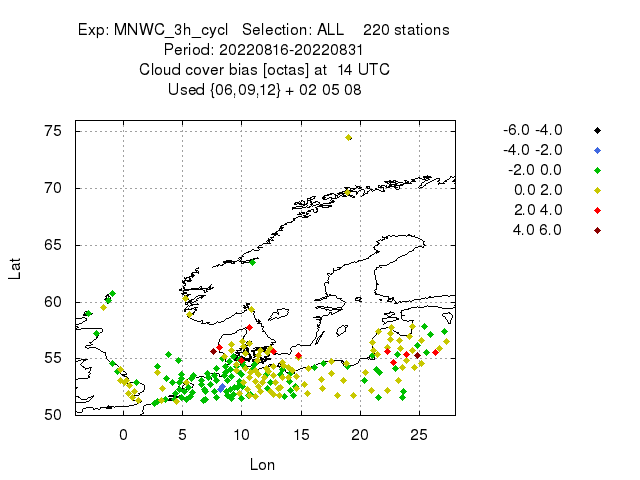 Exp: MNWC_3h_cycl Selection: ALL 220 stations
Period: 20220816-20220831
Cloud cover bias [octas] at 14 UTC
Used {06,09,12} + 02 05 08
-6.0 -4.0
-4.0 -2.0
-2.0 0.0
0.0 2.0
2.0 4.0
4.0 6.0
Lat
75
70
65
60
55
50
0 5 10 15 20 25
Lon